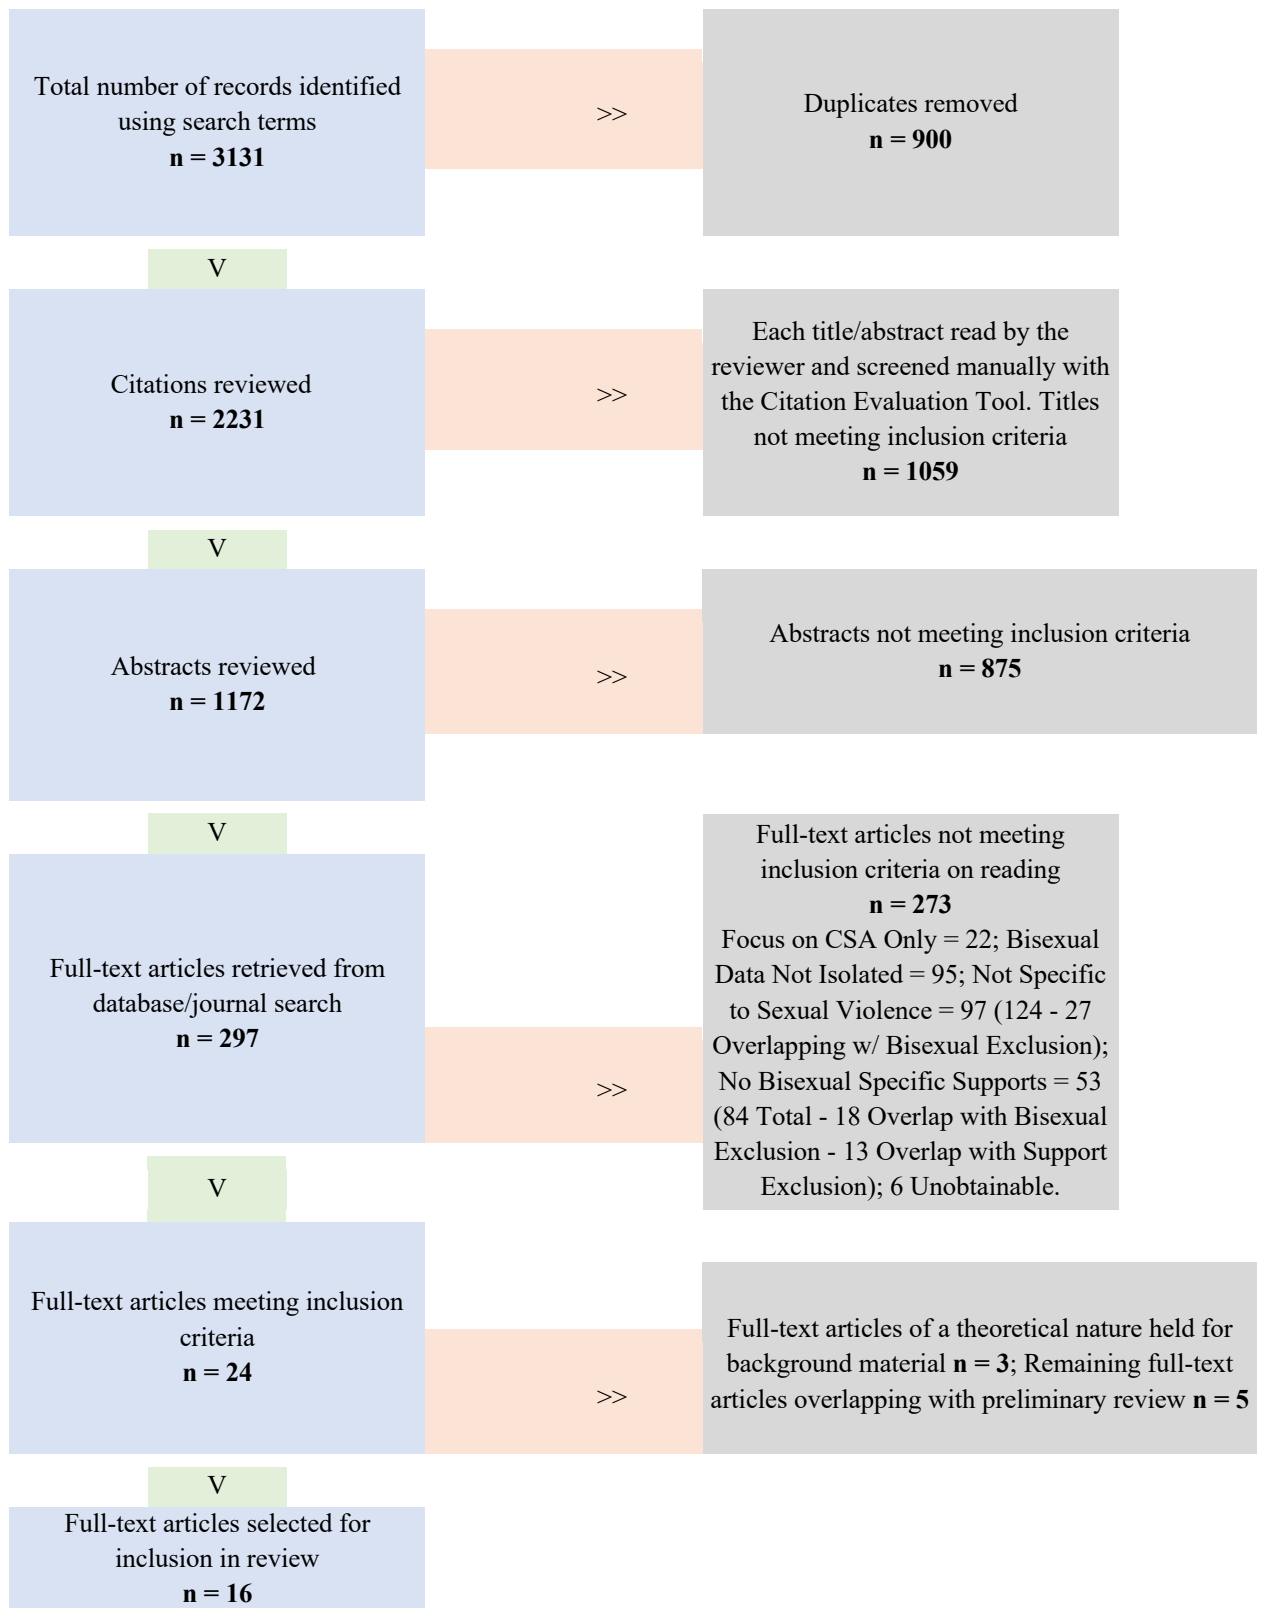 Total number of records identified
using search terms
n = 3131
>>
Duplicates removed
n = 900
V
Citations reviewed
n = 2231
>>
Each title/abstract read by the
reviewer and screened manually with
the Citation Evaluation Tool. Titles
not meeting inclusion criteria
n = 1059
V
Abstracts reviewed
n = 1172
>>
Abstracts not meeting inclusion criteria
n = 875
V
Full-text articles retrieved from
database/journal search
n = 297
>>
Full-text articles not meeting
inclusion criteria on reading
n = 273
Focus on CSA Only = 22; Bisexual
Data Not Isolated = 95; Not Specific
to Sexual Violence = 97 (124 - 27
Overlapping w/ Bisexual Exclusion);
No Bisexual Specific Supports = 53
(84 Total - 18 Overlap with Bisexual
Exclusion - 13 Overlap with Support
Exclusion); 6 Unobtainable.
V
Full-text articles meeting inclusion
criteria
n = 24
>>
Full-text articles of a theoretical nature held for
background material n = 3; Remaining full-text
articles overlapping with preliminary review n = 5
V
Full-text articles selected for
inclusion in review
n = 16